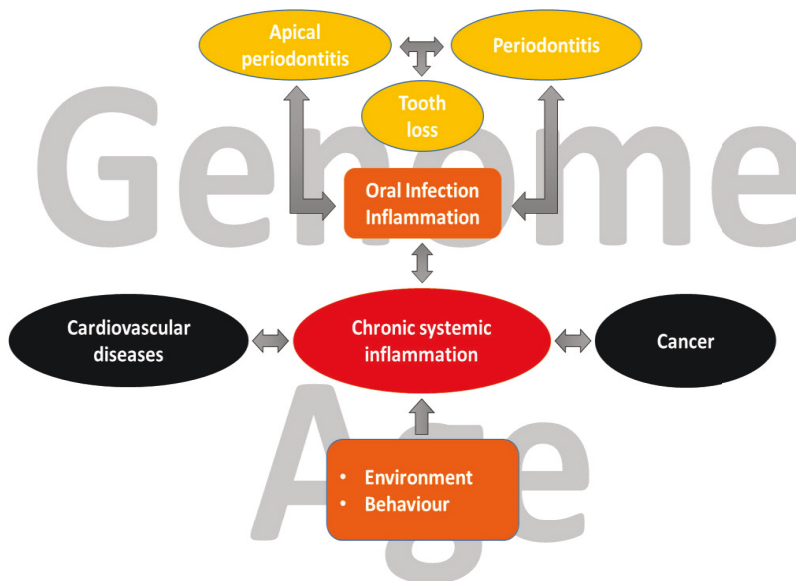 Apical
periodontitis
Periodontitis
Tooth
loss
Genome
Oral Infection
Inflammation
Cardiovascular
diseases
Chronic systemic
inflammation
Cancer
Age
• Environment
• Behaviour